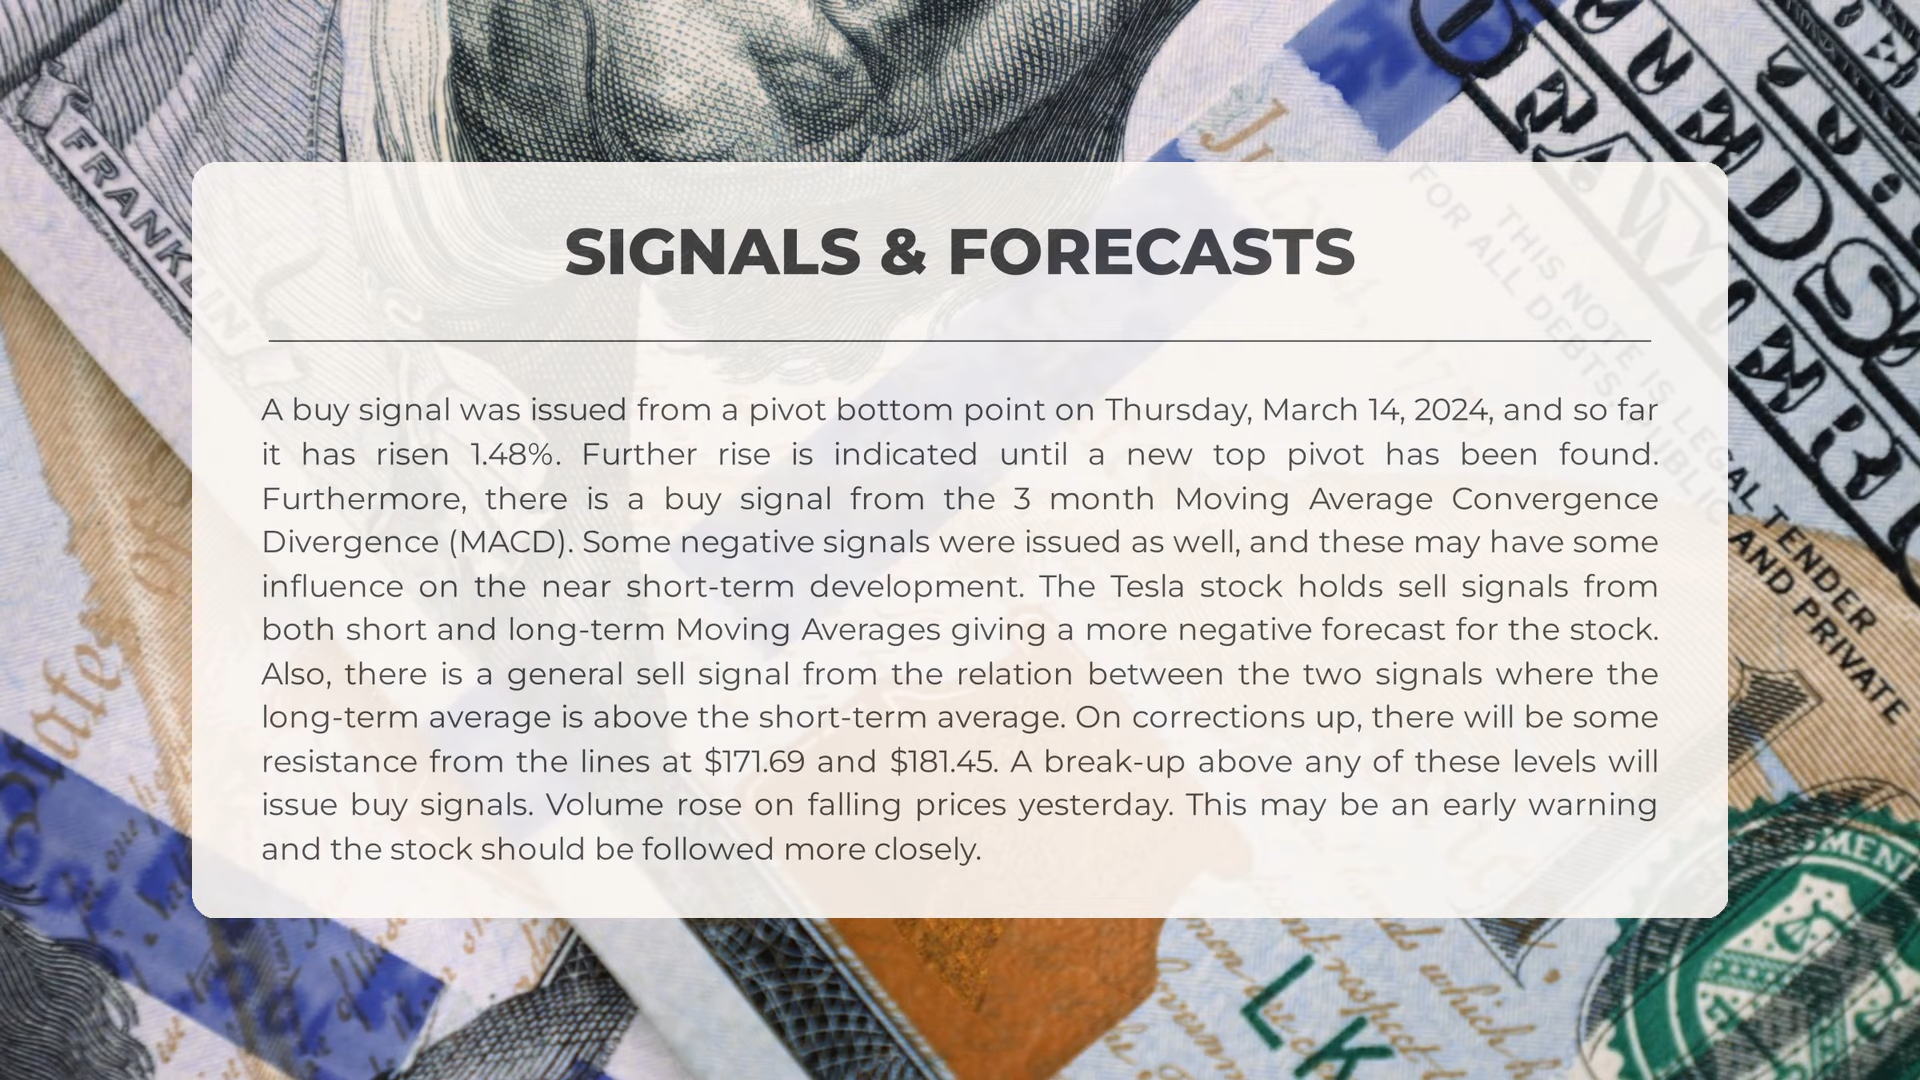 FRANKLIN
SIGNALS & FORECASTS
THIS NOTE IS LEGAL TENDER
FOR ALL DEBTS, PUBLIC AND PRIVATE
A buy signal was issued from a pivot bottom point on Thursday, March 14, 2024, and so far
it has risen 1.48%. Further rise is indicated until a new top pivot has been found.
Furthermore, there is a buy signal from the 3 month Moving Average Convergence
Divergence (MACD). Some negative signals were issued as well, and these may have some
influence on the near short-term development. The Tesla stock holds sell signals from
both short and long-term Moving Averages giving a more negative forecast for the stock.
Also, there is a general sell signal from the relation between the two signals where the
long-term average is above the short-term average. On corrections up, there will be some
resistance from the lines at $171.69 and $181.45. A break-up above any of these levels will
issue buy signals. Volume rose on falling prices yesterday. This may be an early warning
and the stock should be followed more closely.
L K